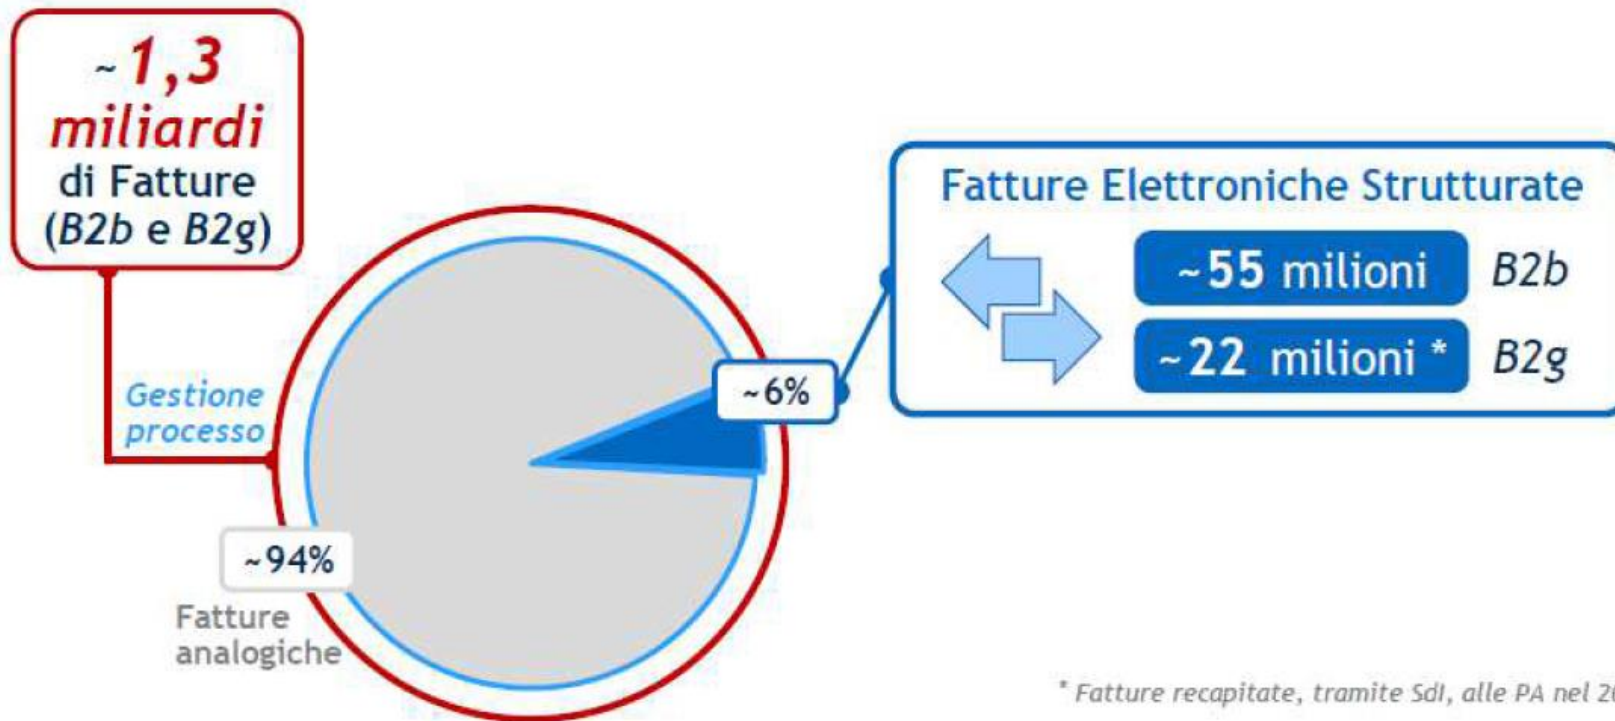 ~1,3
miliardi
di Fatture
(B2b e B2g)
Fatture Elettroniche Strutturate
~55 milioni B2b
~22 milioni * B2g
~6%
Gestione
processo
~94%
Fatture
analogiche
* Fatture recapitate, tramite SdI, alle PA nel